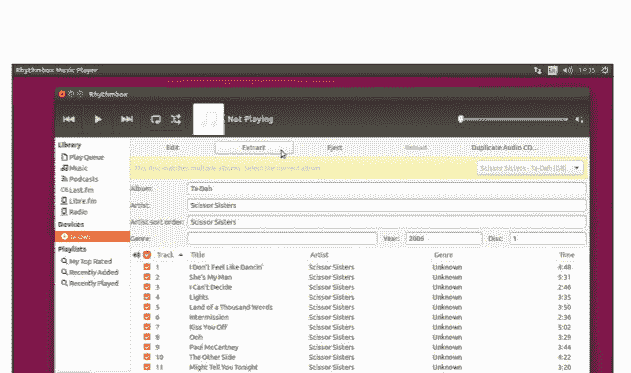 Rhythmbox Music Player
En 14:35
Rhythmbox
Not Playing
Library
Play Queue
Music
Podcasts
Last.fm
Libre.fm
Radio
Devices
Ta-Dah
Playlists
My Top Rated
Recently Added
Recently Played
Edit Extract Eject Reload Duplicate Audio CD...
This disc matches multiple albums. Select the correct album. Scissor Sisters - Ta-Dah (GB)
Album: Ta-Dah
Artist: Scissor Sisters
Artist sort order: Scissor Sisters
Genre: Year: 2006 Disc: 1
Track Title Artist Genre Time
1 I Don't Feel Like Dancin' Scissor Sisters Unknown 4:48
2 She's My Man Scissor Sisters Unknown 5:31
3 I Can't Decide Scissor Sisters Unknown 2:46
4 Lights Scissor Sisters Unknown 3:35
5 Land of a Thousand Words Scissor Sisters Unknown 3:50
6 Intermission Scissor Sisters Unknown 2:36
7 Kiss You Off Scissor Sisters Unknown 5:02
8 Ooh Scissor Sisters Unknown 3:29
9 Paul McCartney Scissor Sisters Unknown 3:44
10 The Other Side Scissor Sisters Unknown 4:22
11 Might Tell You Tonight Scissor Sisters Unknown 3:20